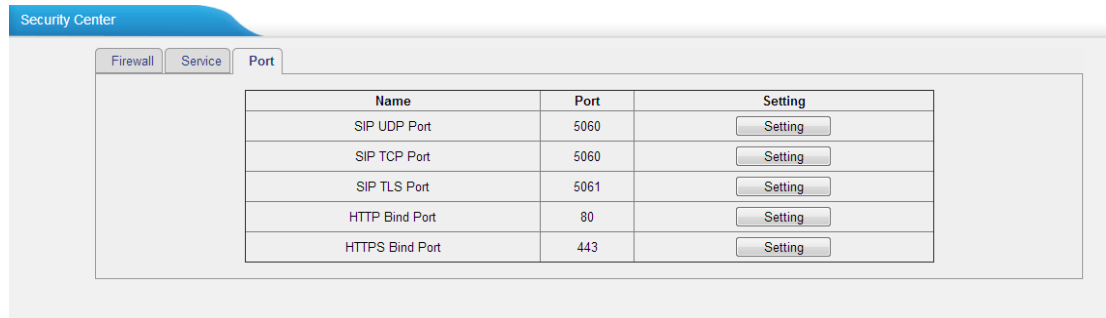 Security Center
Firewall Service Port
Name Port Setting
SIP UDP Port 5060 Setting
SIP TCP Port 5060 Setting
SIP TLS Port 5061 Setting
HTTP Bind Port 80 Setting
HTTPS Bind Port 443 Setting